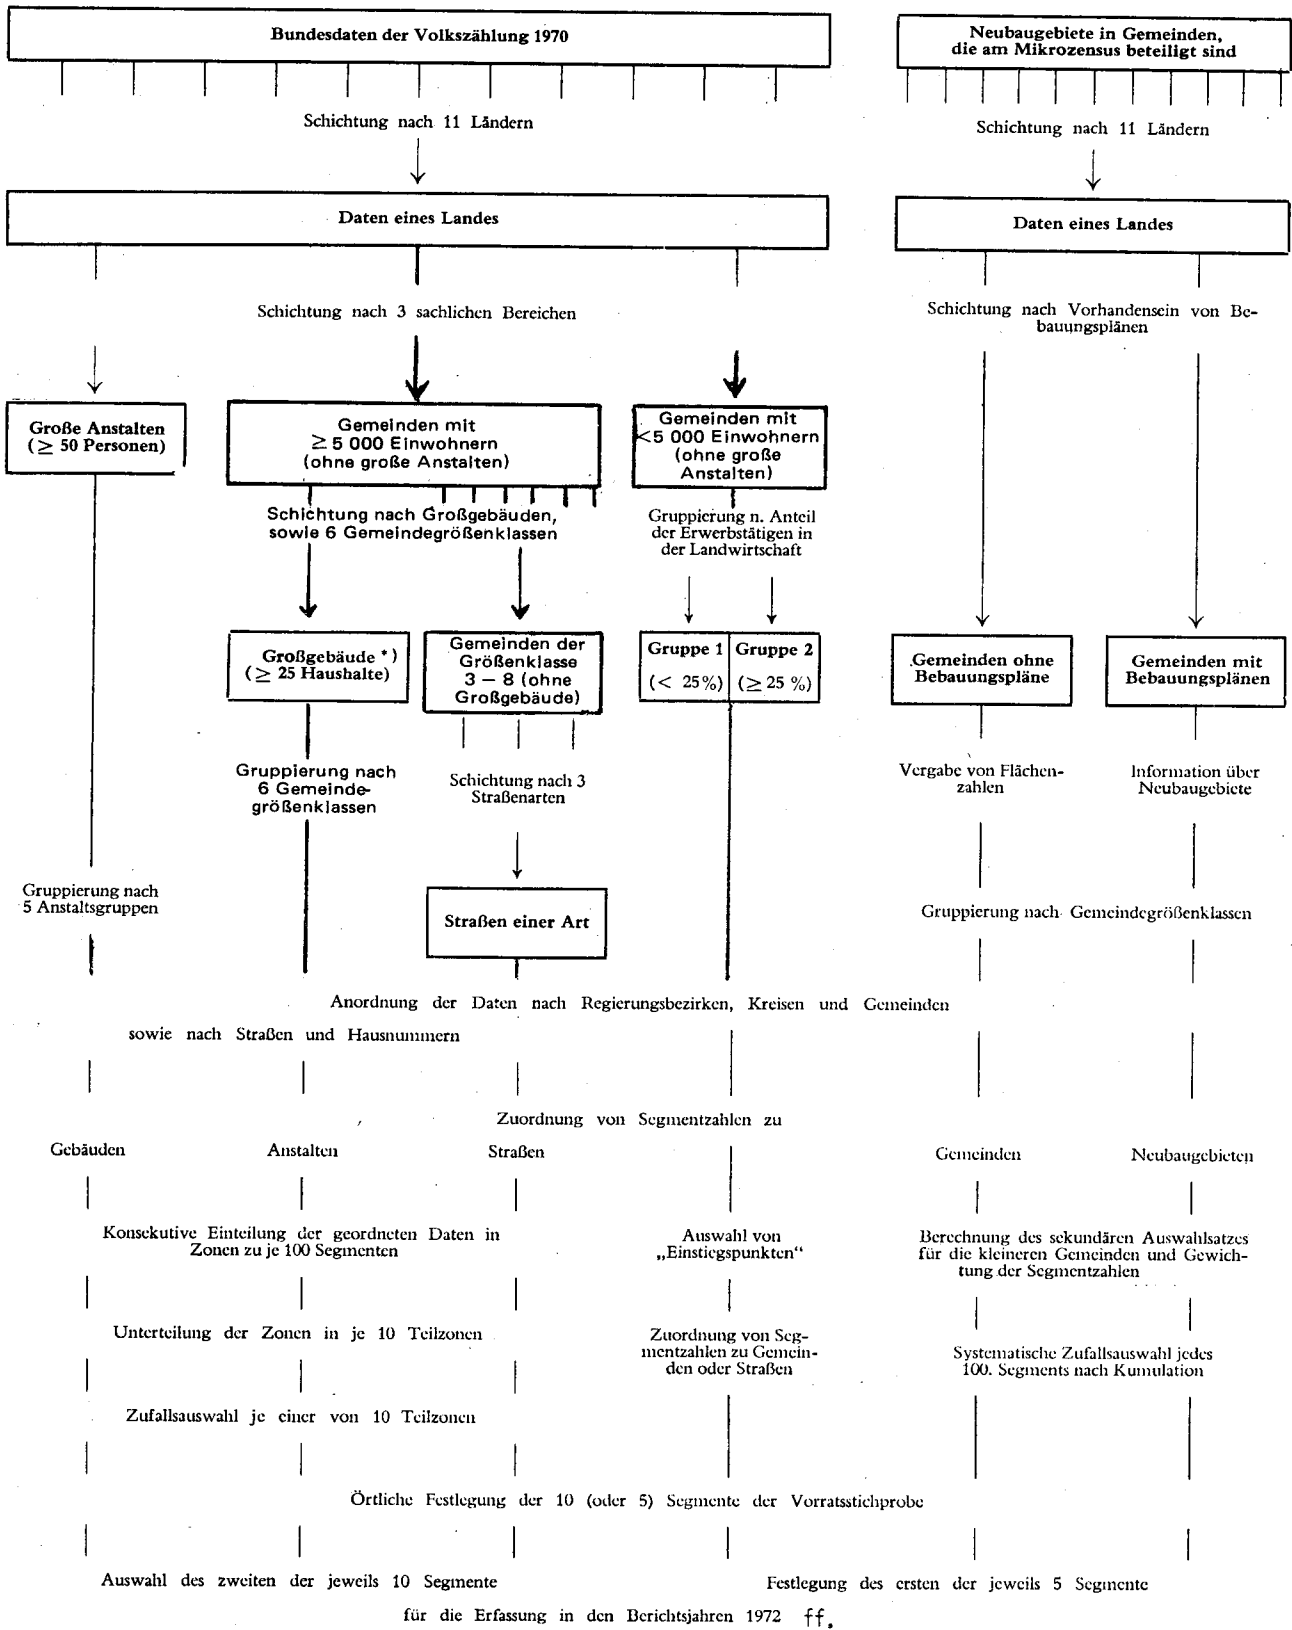 Bundesdaten der Volkszählung 1970
Neubaugebiete in Gemeinden,
die am Mikrozensus beteiligt sind
Schichtung nach 11 Ländern
Schichtung nach 11 Ländern
Daten eines Landes
Daten eines Landes
Schichtung nach 3 sachlichen Bereichen
Schichtung nach Vorhandensein von Be-
bauungsplänen
Große Anstalten
(≥ 50 Personen)
Gemeinden mit
≥ 5 000 Einwohnern
(ohne große Anstalten)
Gemeinden mit
<5 000 Einwohnern
(ohne große
Anstalten)
Schichtung nach Großgebäuden,
sowie 6 Gemeindegrößenklassen
Gruppierung n. Anteil
der Erwerbstätigen in
der Landwirtschaft
Großgebäude *)
(≥ 25 Haushalte)
Gemeinden der
Größenklasse
3 – 8 (ohne
Großgebäude)
Gruppe 1
(< 25%)
Gruppe 2
(≥ 25 %)
Gemeinden ohne
Bebauungspläne
Gemeinden mit
Bebauungsplänen
Gruppierung nach
6 Gemeinde-
größenklassen
Schichtung nach 3
Straßenarten
Vergabe von Flächen-
zahlen
Information über
Neubaugebiete
Gruppierung nach
5 Anstaltsgruppen
Straßen einer Art
Gruppierung nach Gemeindegrößenklassen
Anordnung der Daten nach Regierungsbezirken, Kreisen und Gemeinden
sowie nach Straßen und Hausnummern
Zuordnung von Segmentzahlen zu
Gebäuden
Anstalten
Straßen
Gemeinden
Neubaugebieten
Konsekutive Einteilung der geordneten Daten in
Zonen zu je 100 Segmenten
Auswahl von
„Einstiegspunkten“
Berechnung des sekundären Auswahlsatzes
für die kleineren Gemeinden und Gewich-
tung der Segmentzahlen
Unterteilung der Zonen in je 10 Teilzonen
Zuordnung von Seg-
mentzahlen zu Gemein-
den oder Straßen
Systematische Zufallsauswahl jedes
100. Segments nach Kumulation
Zufallsauswahl je einer von 10 Teilzonen
Örtliche Festlegung der 10 (oder 5) Segmente der Vorratsstichprobe
Auswahl des zweiten der jeweils 10 Segmente
Festlegung des ersten der jeweils 5 Segmente
für die Erfassung in den Berichtsjahren 1972 ff.